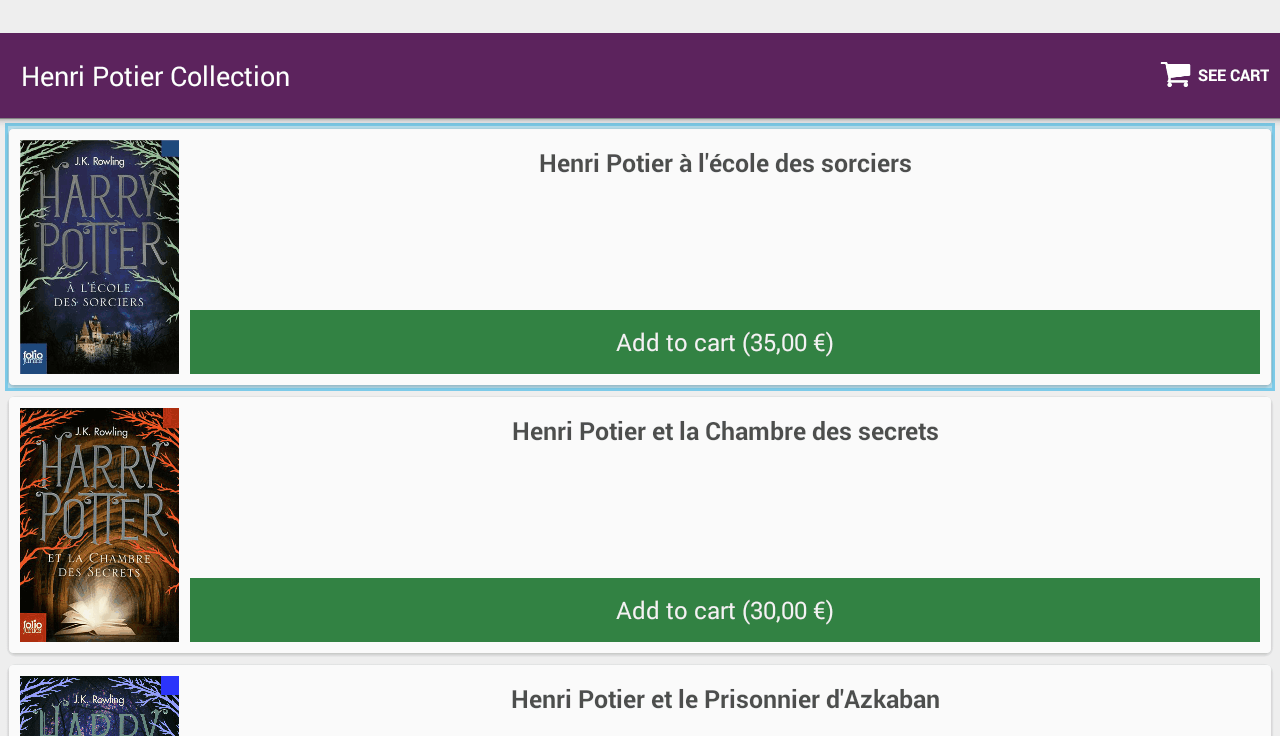 Henri Potier Collection
SEE CART
J.K. Rowling
HARRY
POTTER
À L'ÉCOLE
DES SORCIERS
folio
Henri Potier à l'école des sorciers
Add to cart (35,00 €)
J.K. Rowling
HARRY
POTTER
ET LA CHAMBRE
DES SECRETS
folio
Henri Potier et la Chambre des secrets
Add to cart (30,00 €)
J.K. Rowling
HARRY
Henri Potier et le Prisonnier d'Azkaban